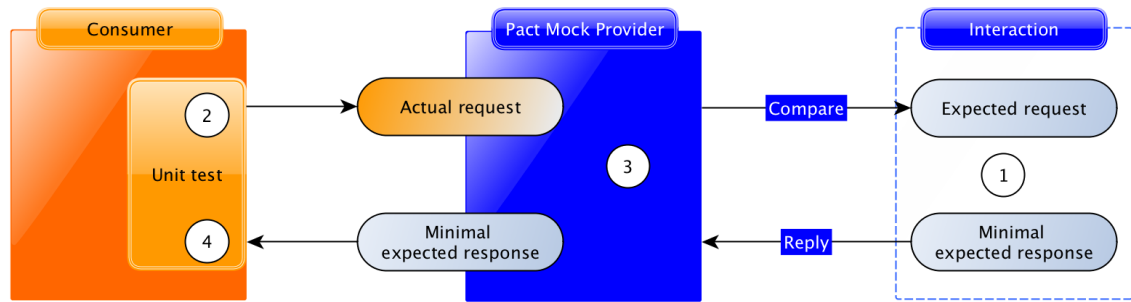 Consumer
Pact Mock Provider
Interaction
2
Actual request
Compare
Expected request
Unit test
3
1
4
Minimal
expected response
Reply
Minimal
expected response